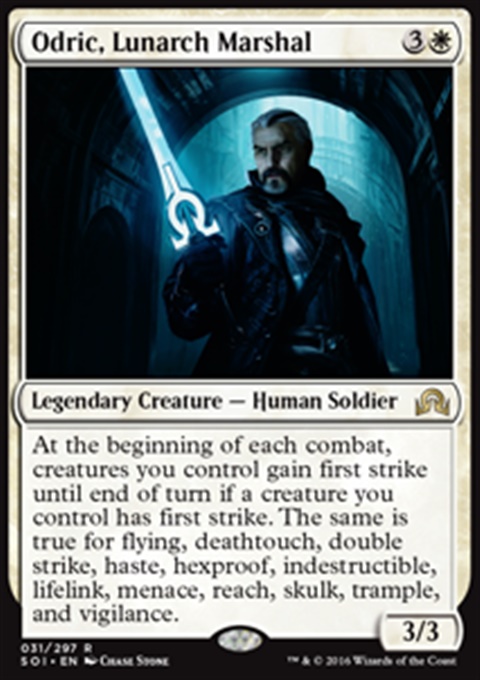 Odric, Lunarch Marshal 3
Legendary Creature — Human Soldier
At the beginning of each combat,
creatures you control gain first strike
until end of turn if a creature you
control has first strike. The same is
true for flying, deathtouch, double
strike, haste, hexproof, indestructible,
lifelink, menace, reach, skulk, trample,
and vigilance.
3/3
031/297 R
SOI • EN Chase Stone
™ & © 2016 Wizards of the Coast